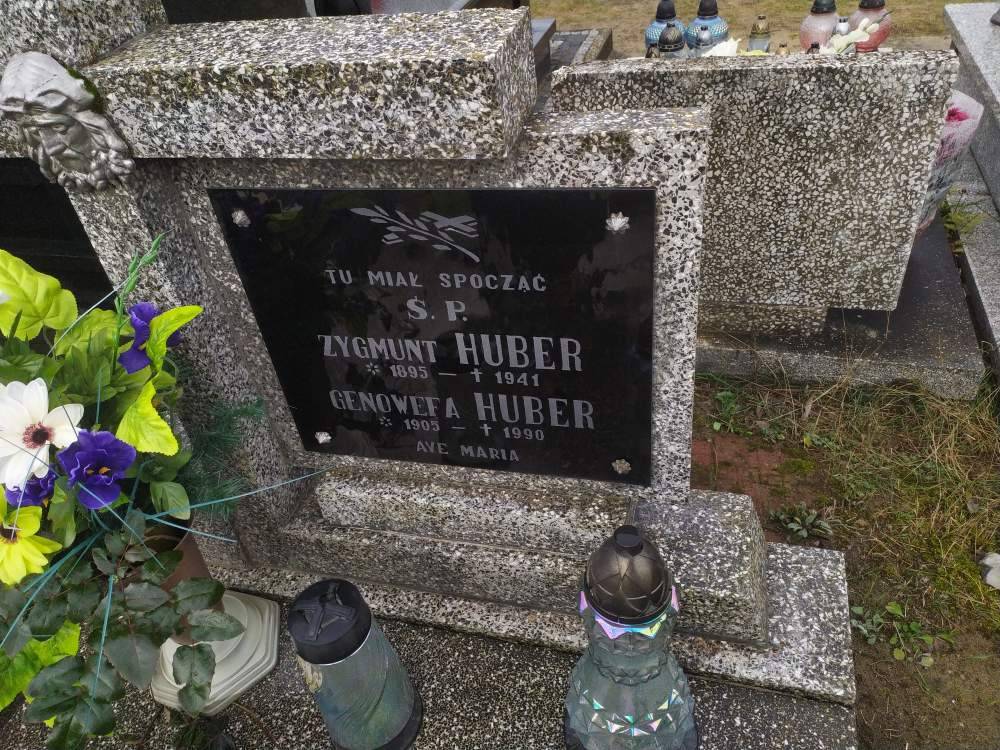 TU MIAŁ SPOCZĄĆ
Ś. P.
ZYGMUNT HUBER
* 1895 — † 1941
GENOWEFA HUBER
* 1905 — † 1990
AVE MARIA